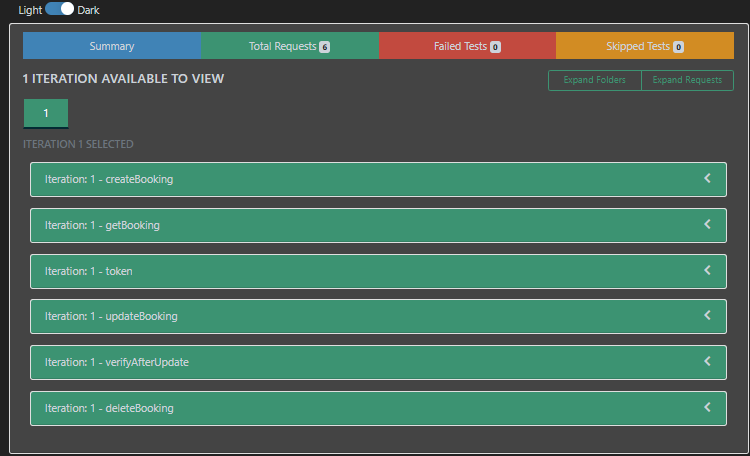 Light Dark
Summary Total Requests 6 Failed Tests 0 Skipped Tests 0
1 ITERATION AVAILABLE TO VIEW Expand Folders Expand Requests
1
ITERATION 1 SELECTED
Iteration: 1 - createBooking
Iteration: 1 - getBooking
Iteration: 1 - token
Iteration: 1 - updateBooking
Iteration: 1 - verifyAfterUpdate
Iteration: 1 - deleteBooking